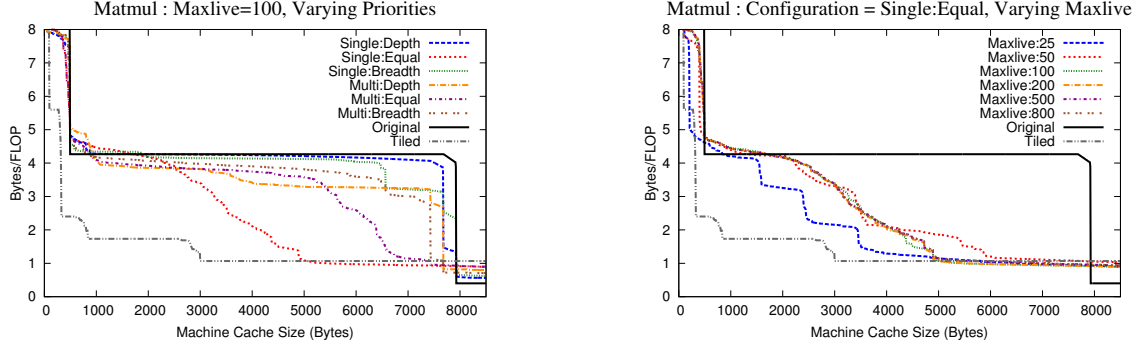 Matmul : Maxlive=100, Varying Priorities
Bytes/FLOP
8
7
6
5
4
3
2
1
0
Single:Depth
Single:Equal
Single:Breadth
Multi:Depth
Multi:Equal
Multi:Breadth
Original
Tiled
0 1000 2000 3000 4000 5000 6000 7000 8000
Machine Cache Size (Bytes)
Matmul : Configuration = Single:Equal, Varying Maxlive
Bytes/FLOP
8
7
6
5
4
3
2
1
0
Maxlive:25
Maxlive:50
Maxlive:100
Maxlive:200
Maxlive:500
Maxlive:800
Original
Tiled
0 1000 2000 3000 4000 5000 6000 7000 8000
Machine Cache Size (Bytes)